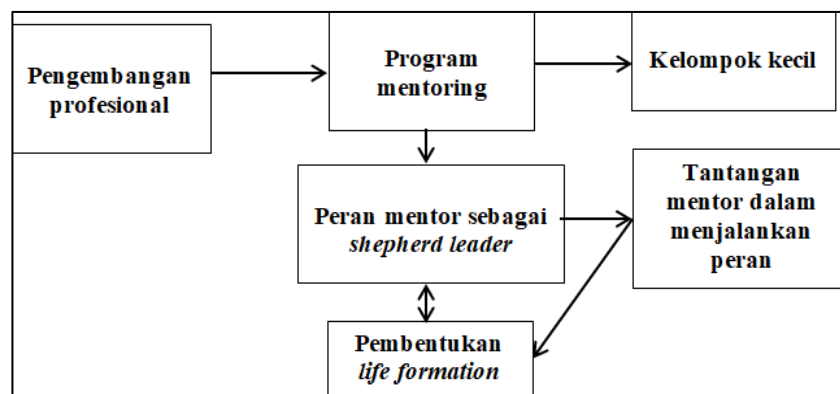 Pengembangan
profesional
Program
mentoring
Kelompok kecil
Peran mentor sebagai
shepherd leader
Tantangan
mentor dalam
menjalankan
peran
Pembentukan
life formation